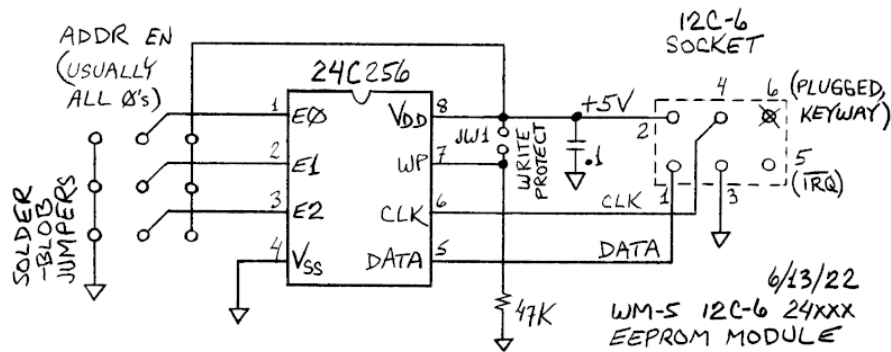 ADDR EN
(USUALLY
ALL Ø's)
24C256
I2C-6
SOCKET
1
2
3
4
EØ
E1
E2
VSS
VDD
WP
CLK
DATA
8
7
6
5
JW1
WRITE
PROTECT
+5V
.1
47K
CLK
DATA
2
4
6
(PLUGGED,
KEYWAY)
1
3
5
(IRQ)
SOLDER
-BLOB
JUMPERS
6/13/22
WM-5 I2C-6 24XXX
EEPROM MODULE